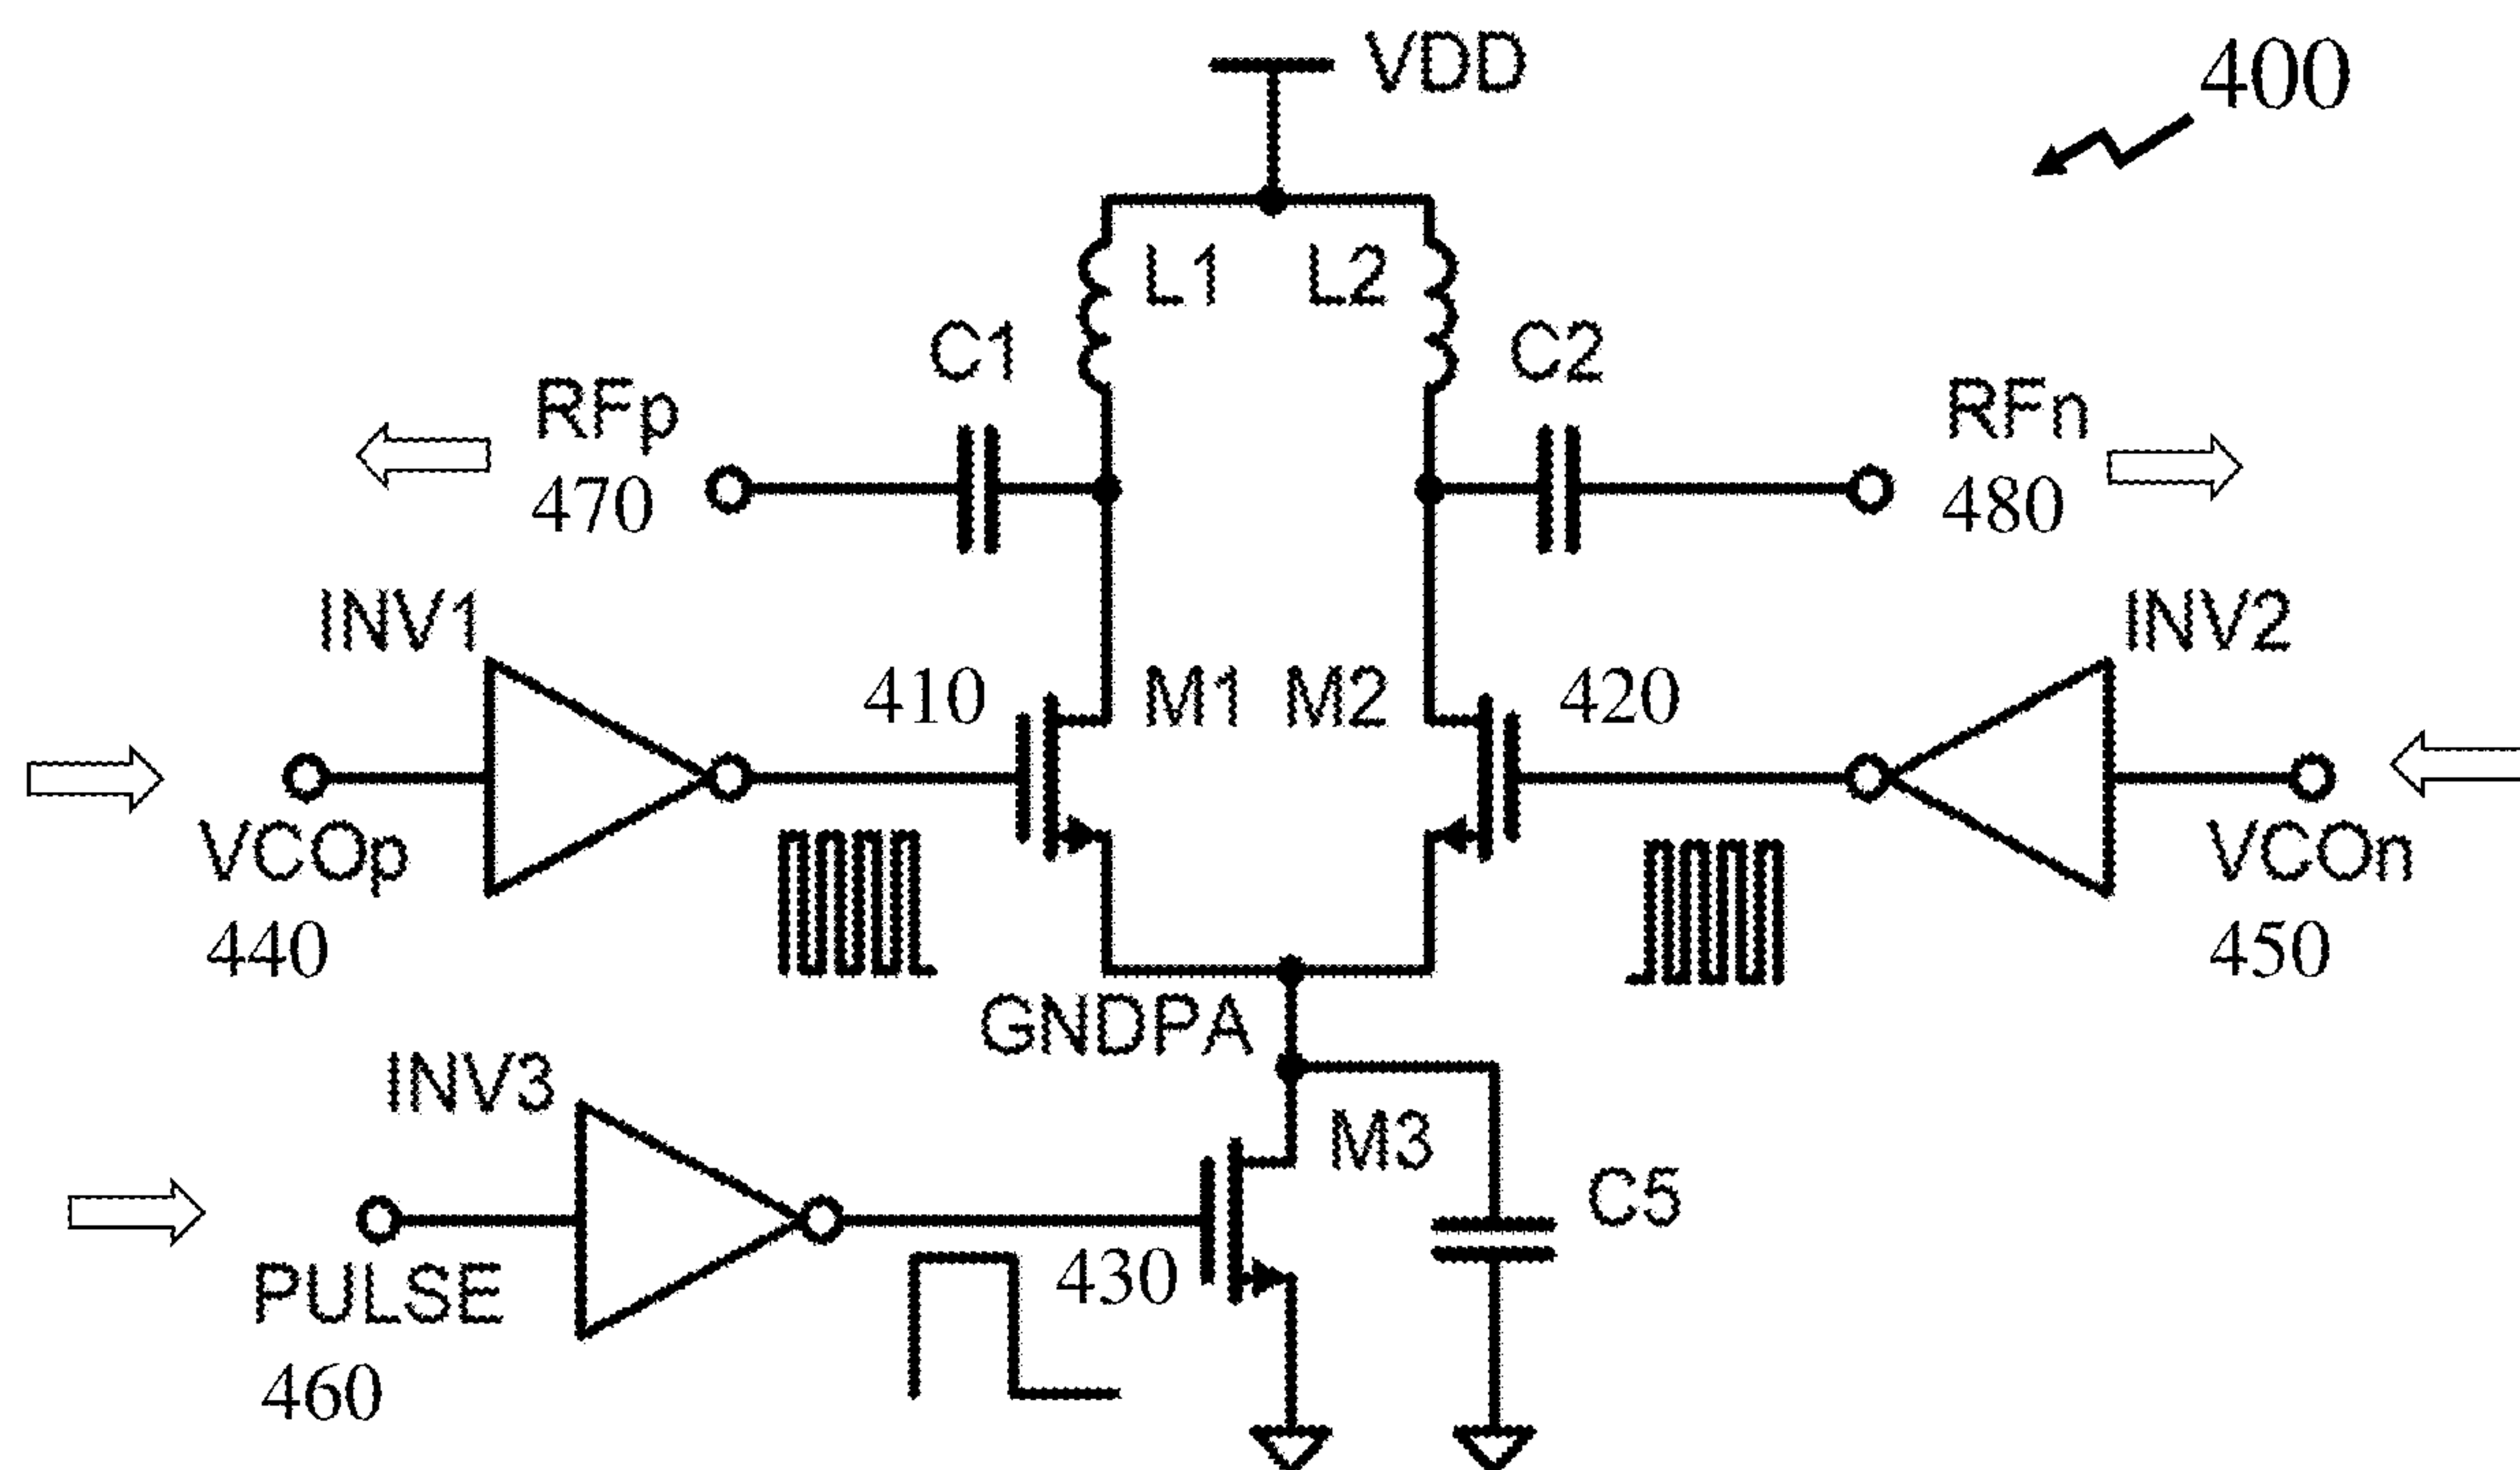 VDD
400
L1
L2
C1
C2
RFp
470
RFn
480
INV1
INV2
410
M1
M2
420
VCOp
440
VCOn
450
GNDPA
INV3
M3
C5
430
PULSE
460